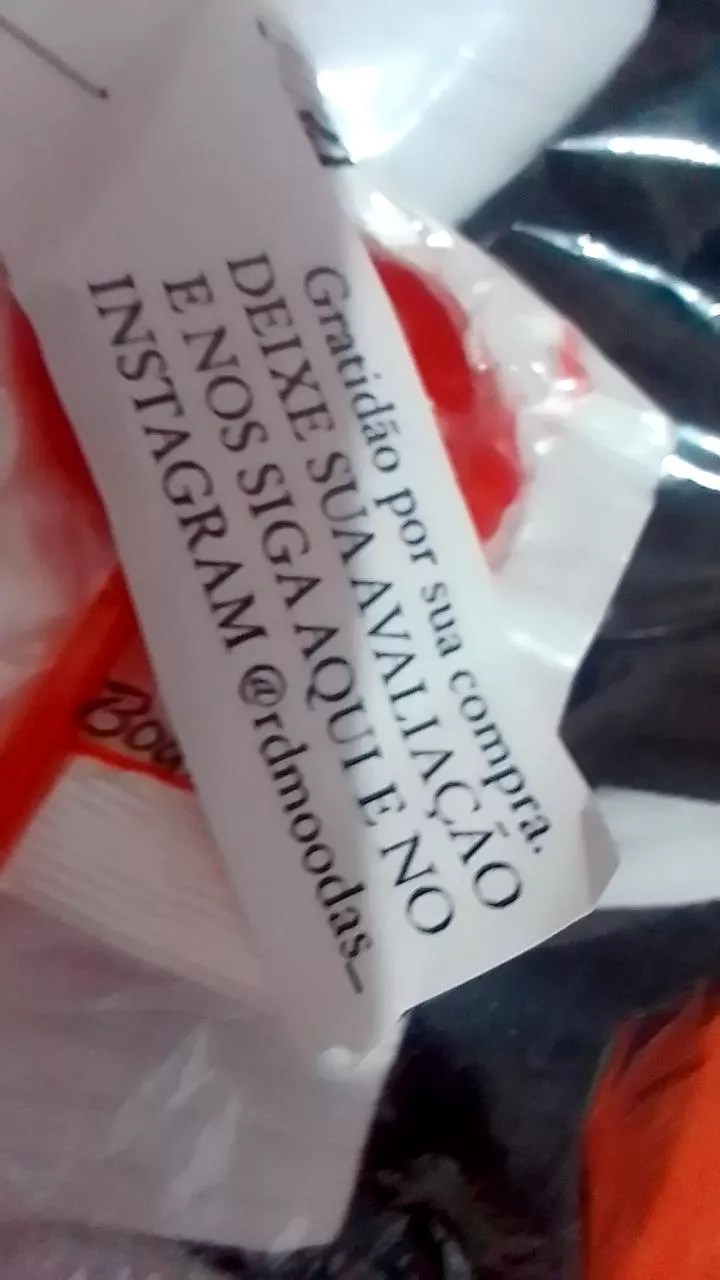 Gratidão por sua compra.
DEIXE SUA AVALIAÇÃO
E NOS SIGA AQUI E NO
INSTAGRAM @rdmoodas_